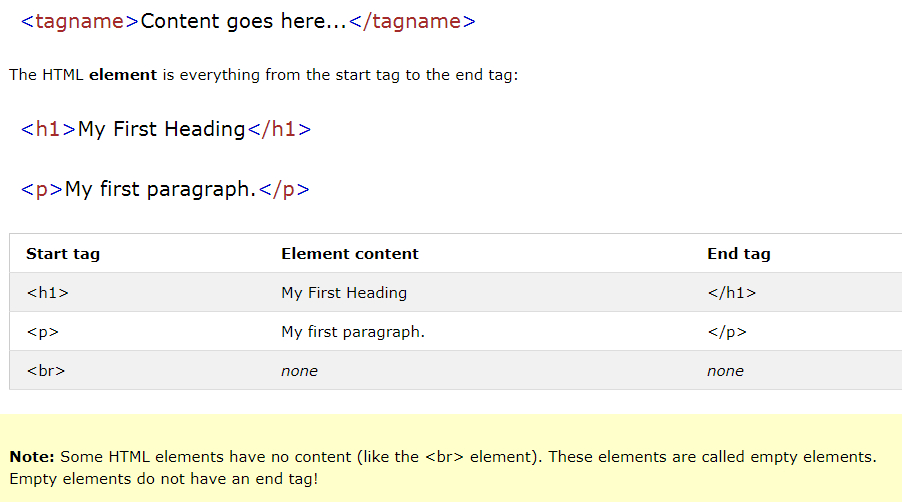 <tagname>Content goes here...</tagname>
The HTML element is everything from the start tag to the end tag:
<h1>My First Heading</h1>
<p>My first paragraph.</p>
Start tag Element content End tag
<h1> My First Heading </h1>
<p> My first paragraph. </p>
<br> none none
Note: Some HTML elements have no content (like the <br> element). These elements are called empty elements.
Empty elements do not have an end tag!